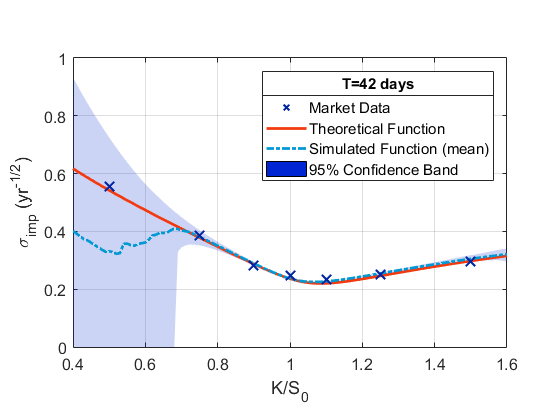 T=42 days
Market Data
Theoretical Function
Simulated Function (mean)
95% Confidence Band
σ_imp (yr^-1/2)
1
0.8
0.6
0.4
0.2
0
0.4 0.6 0.8 1 1.2 1.4 1.6
K/S_0